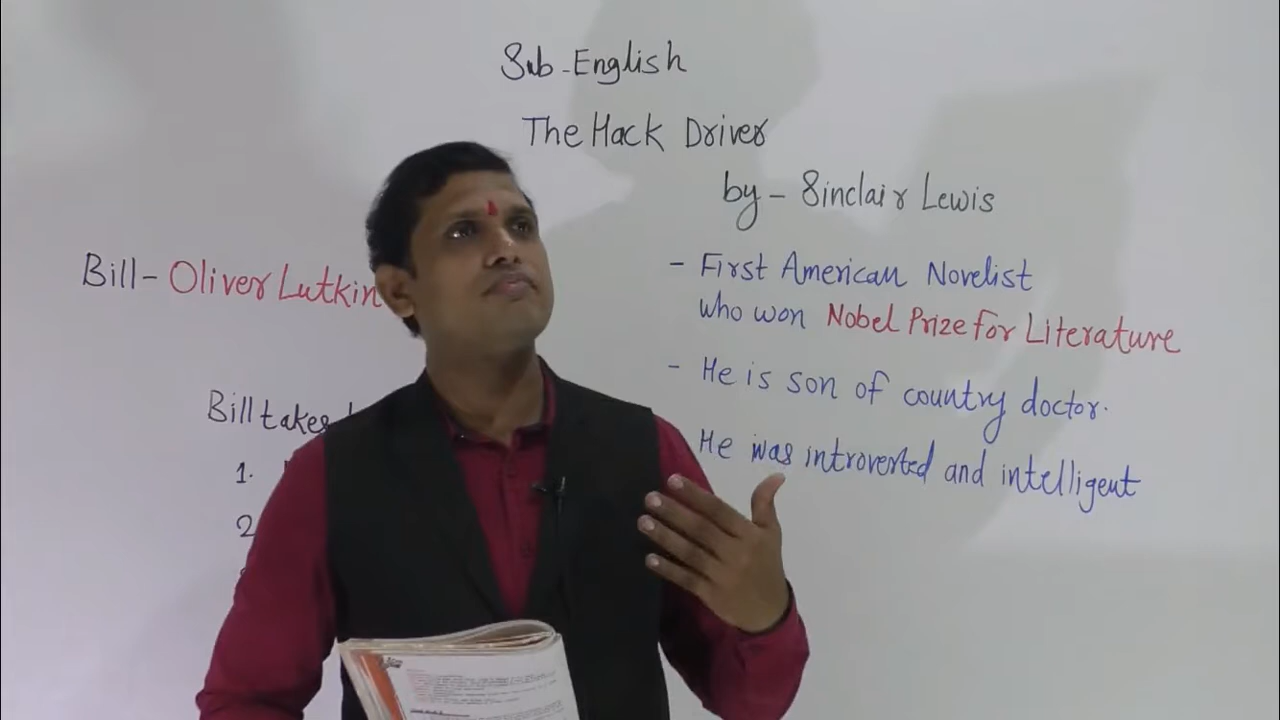 Sub - English
The Hack Driver
by - Sinclair Lewis
Bill - Oliver Lutkin
- First American Novelist
who won Nobel Prize for Literature
- He is son of country doctor.
He was introverted and intelligent
Bill takes
1.
2